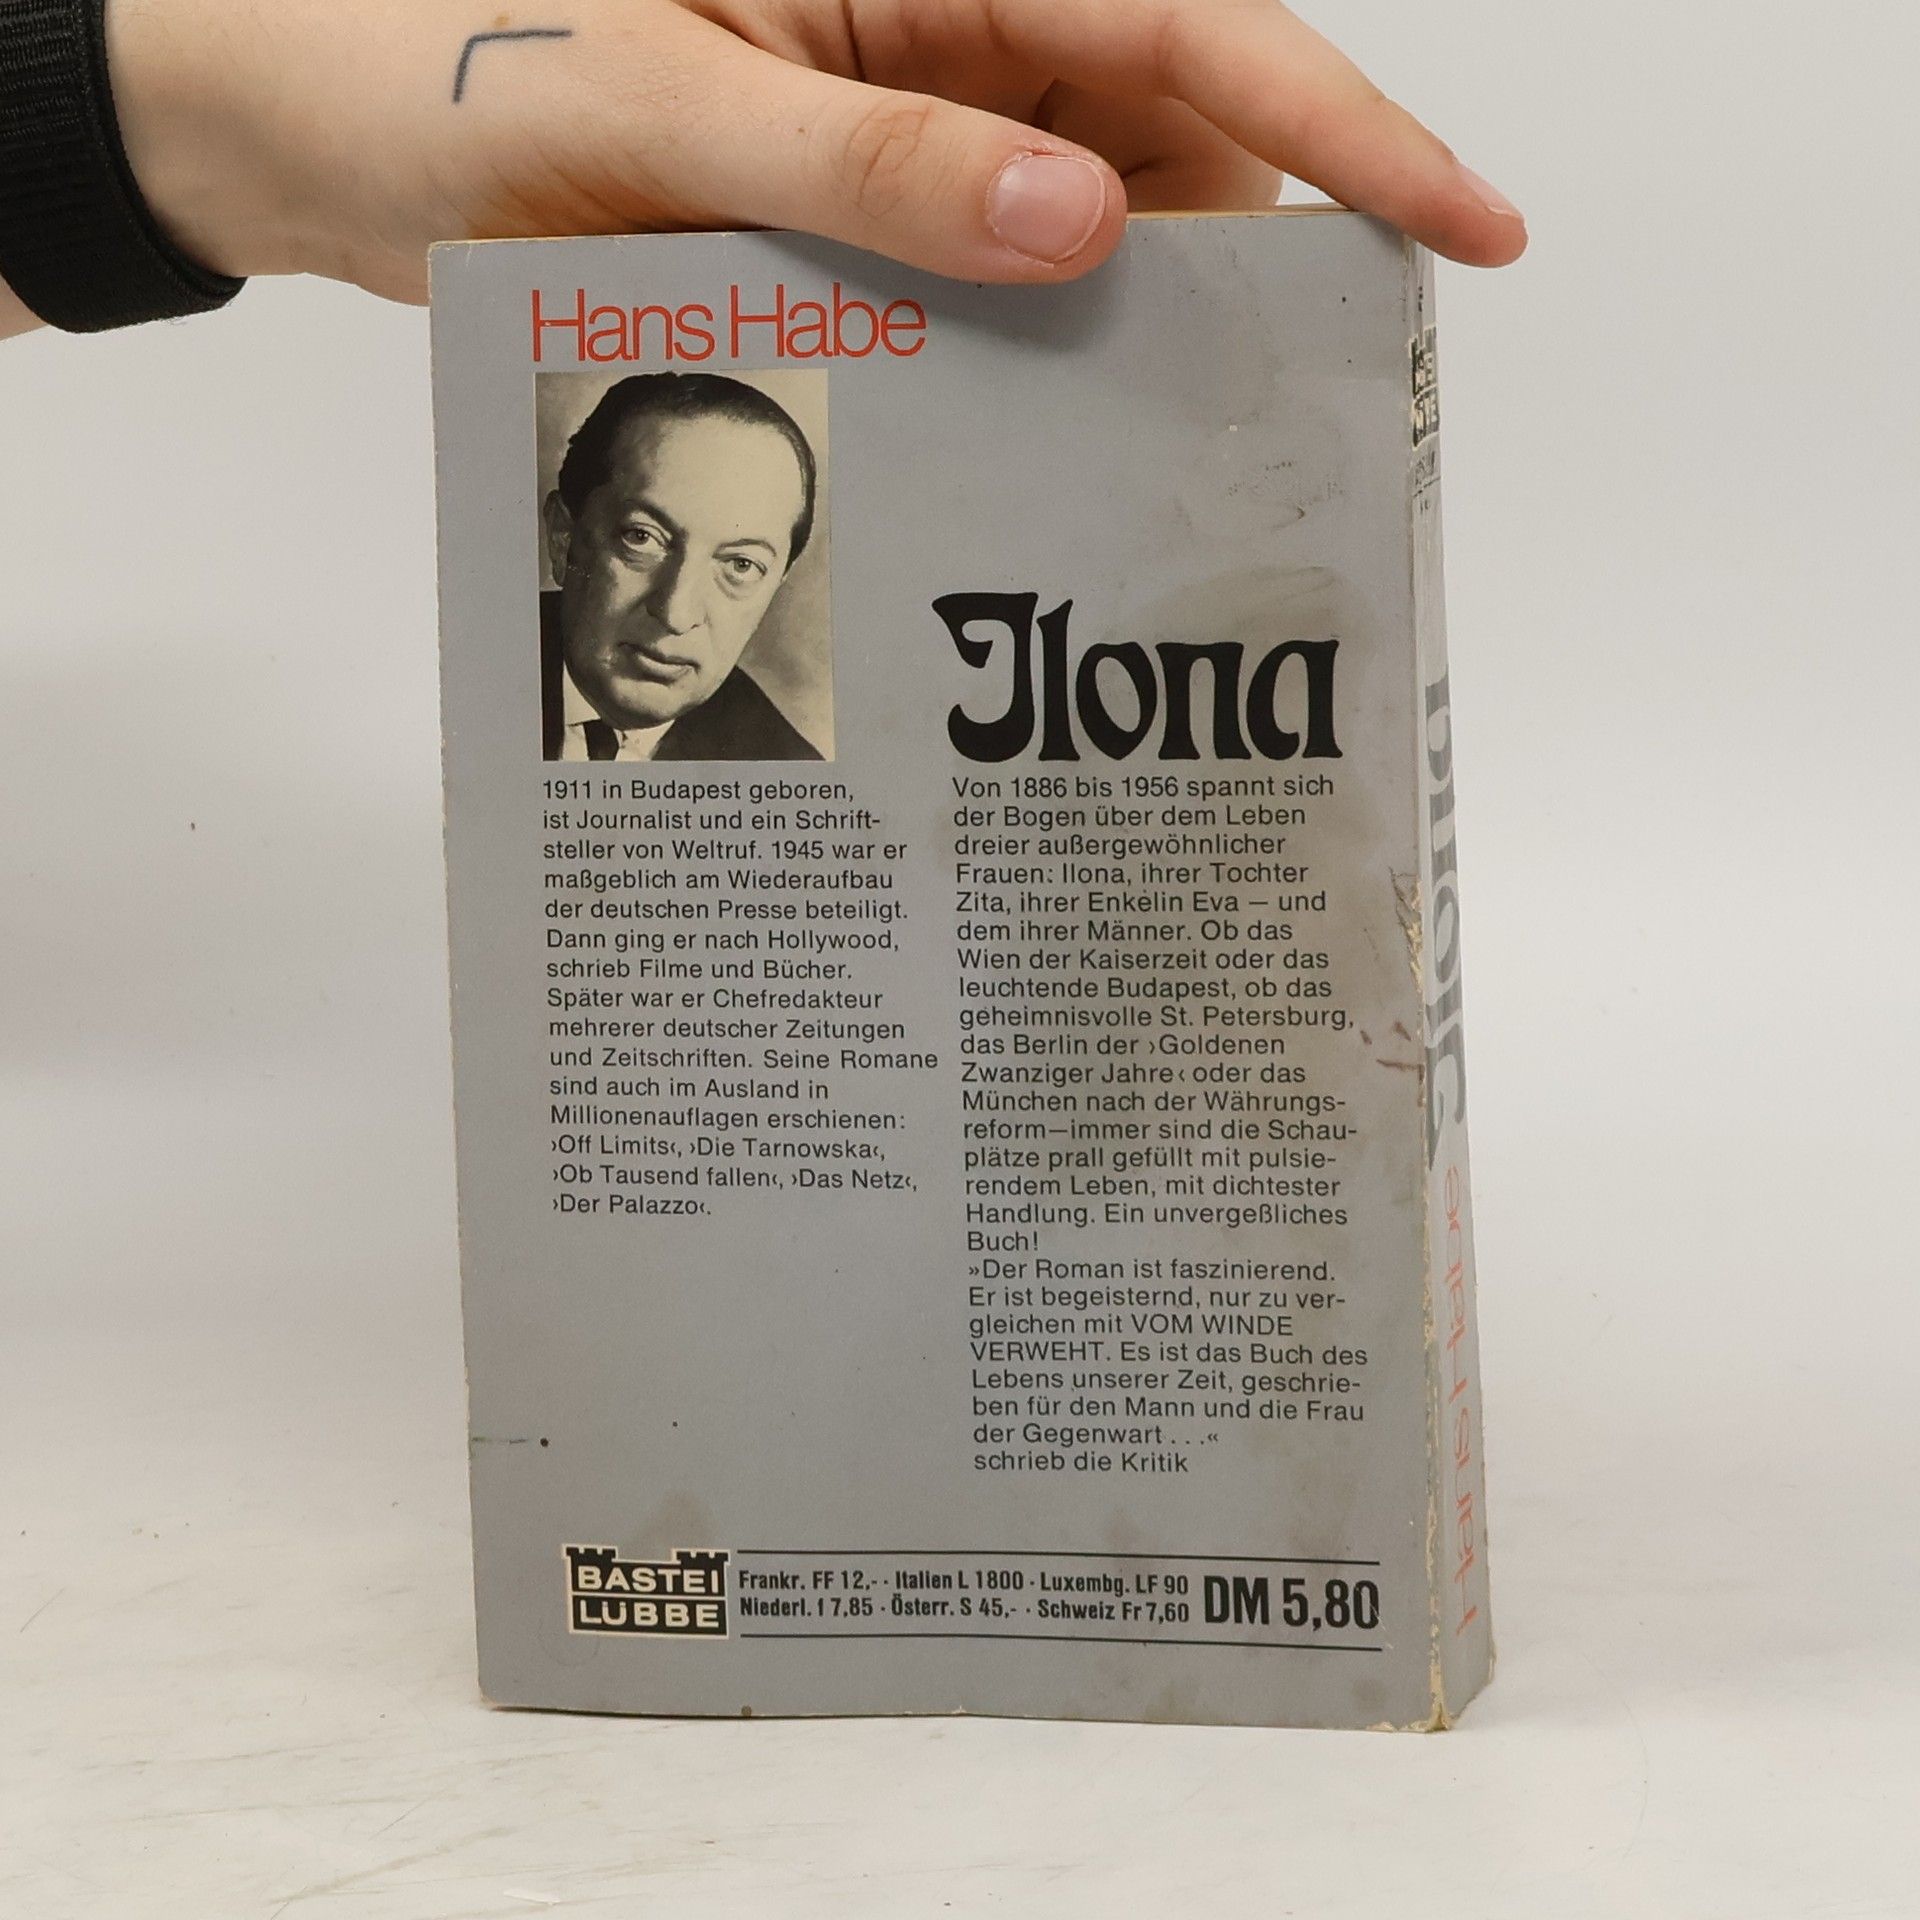 Hans Habe
1911 in Budapest geboren,
ist Journalist und ein Schrift-
steller von Weltruf. 1945 war er
maßgeblich am Wiederaufbau
der deutschen Presse beteiligt.
Dann ging er nach Hollywood,
schrieb Filme und Bücher.
Später war er Chefredakteur
mehrerer deutscher Zeitungen
und Zeitschriften. Seine Romane
sind auch im Ausland in
Millionenauflagen erschienen:
›Off Limits‹, ›Die Tarnowska‹,
›Ob Tausend fallen‹, ›Das Netz‹,
›Der Palazzo‹.
Ilona
Von 1886 bis 1956 spannt sich
der Bogen über dem Leben
dreier außergewöhnlicher
Frauen: Ilona, ihrer Tochter
Zita, ihrer Enkelin Eva — und
dem ihrer Männer. Ob das
Wien der Kaiserzeit oder das
leuchtende Budapest, ob das
geheimnisvolle St. Petersburg,
das Berlin der ›Goldenen
Zwanziger Jahre‹ oder das
München nach der Währungs-
reform—immer sind die Schau-
plätze prall gefüllt mit pulsie-
rendem Leben, mit dichtester
Handlung. Ein unvergeßliches
Buch!
»Der Roman ist faszinierend.
Er ist begeisternd, nur zu ver-
gleichen mit VOM WINDE
VERWEHT. Es ist das Buch des
Lebens unserer Zeit, geschrie-
ben für den Mann und die Frau
der Gegenwart . . .«
schrieb die Kritik
BASTEI
LÜBBE
Frankr. FF 12,- · Italien L 1800 · Luxembg. LF 90
Niederl. f 7,85 · Österr. S 45,- · Schweiz Fr 7,60
DM 5,80
Hans Habe Ilona